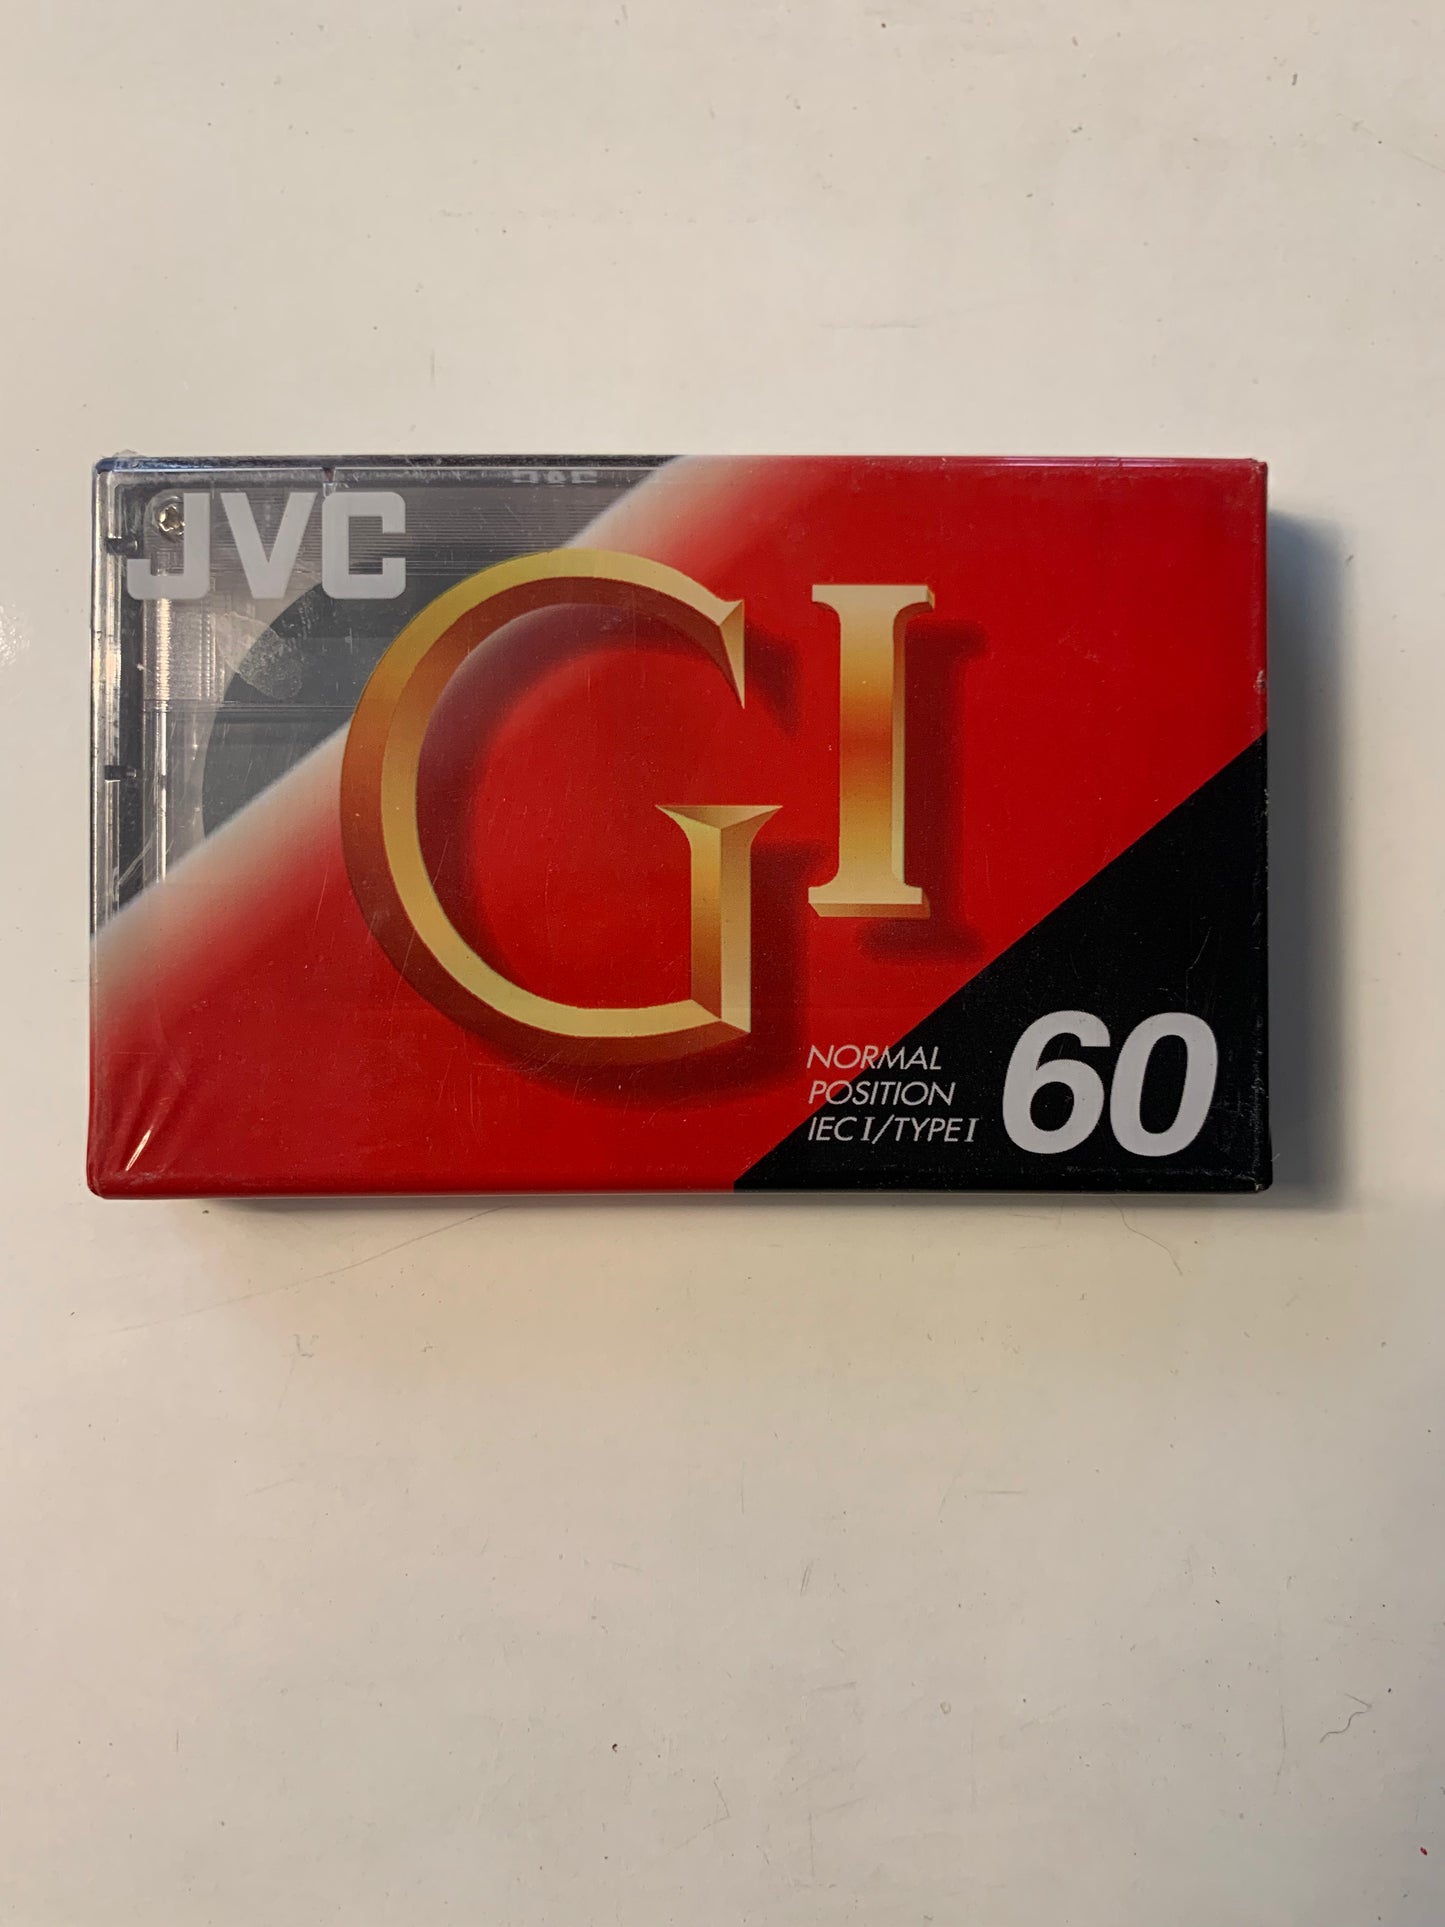 JVC
GI
NORMAL
POSITION
IEC I/TYPE I
60